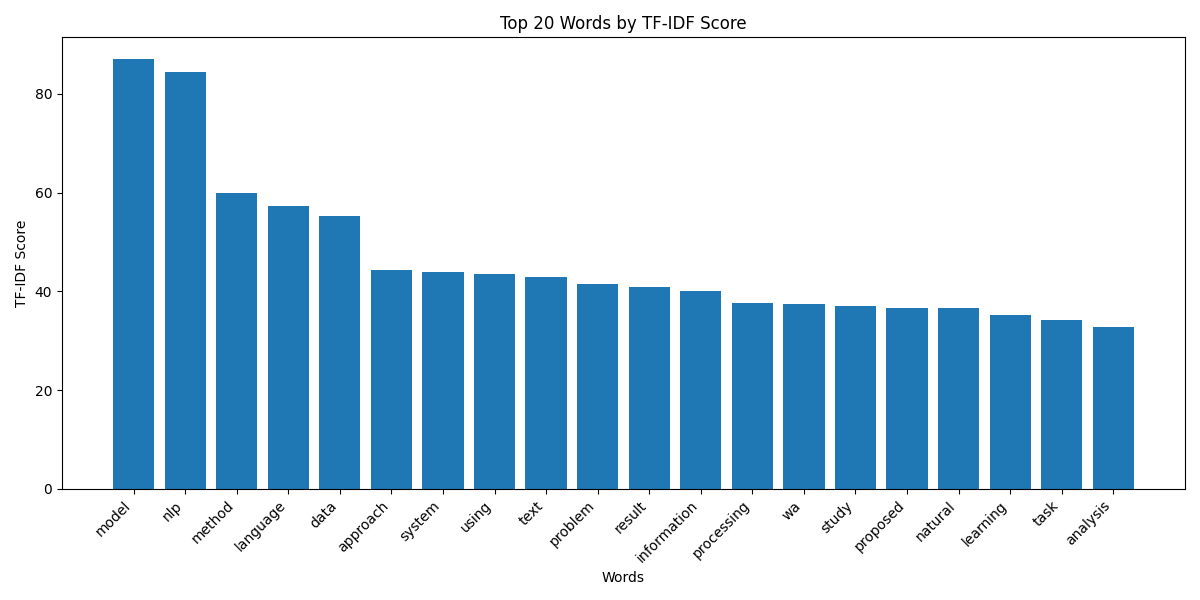 Top 20 Words by TF-IDF Score
TF-IDF Score
80
60
40
20
0
model
nlp
method
language
data
approach
system
using
text
problem
result
information
processing
wa
study
proposed
natural
learning
task
analysis
Words